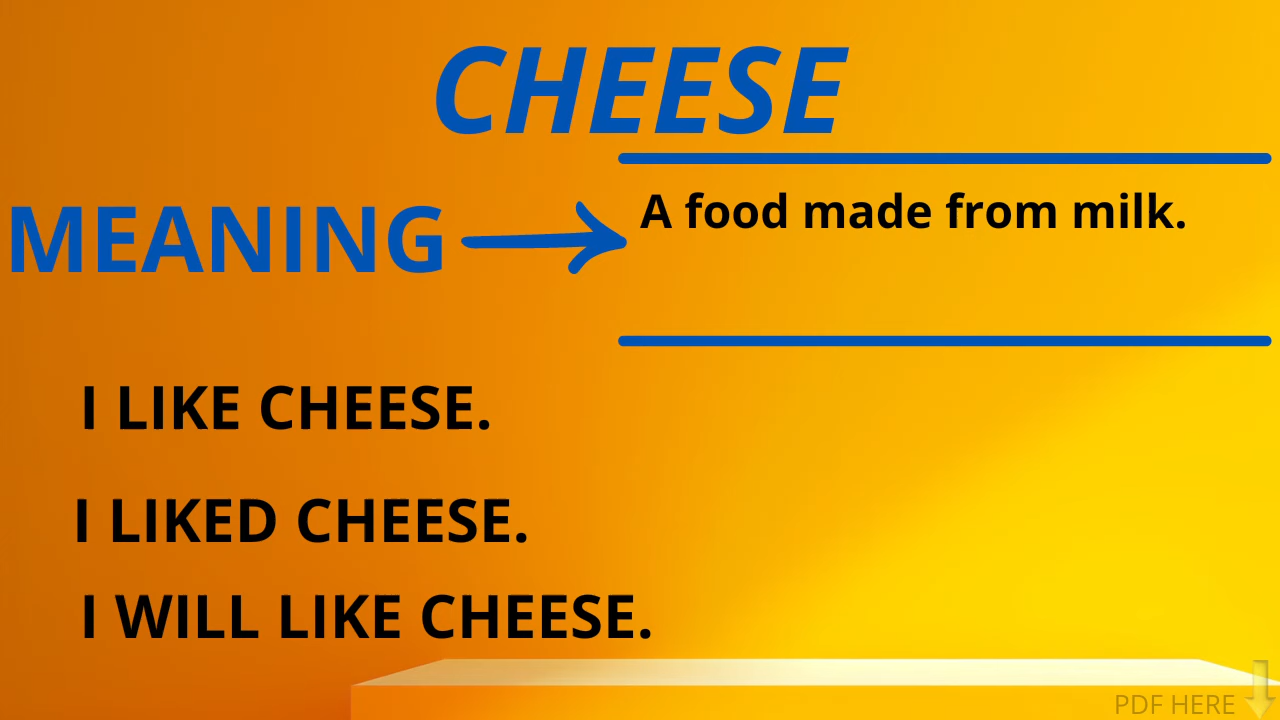 CHEESE
MEANING
A food made from milk.
I LIKE CHEESE.
I LIKED CHEESE.
I WILL LIKE CHEESE.
PDF HERE